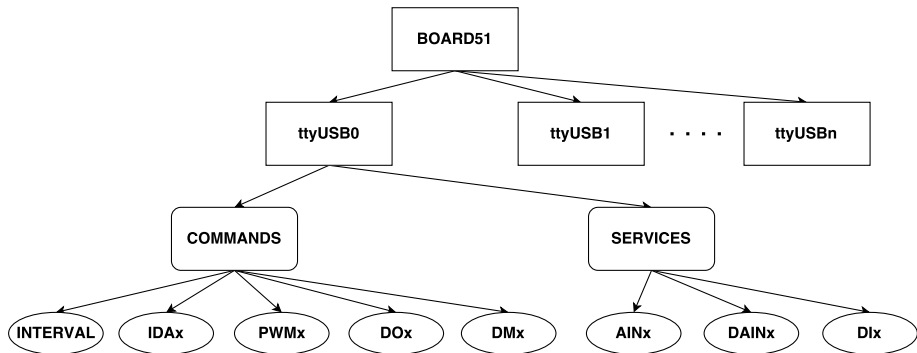 BOARD51
ttyUSB0
ttyUSB1
. . . .
ttyUSBn
COMMANDS
SERVICES
INTERVAL
IDAx
PWMx
DOx
DMx
AINx
DAINx
DIx